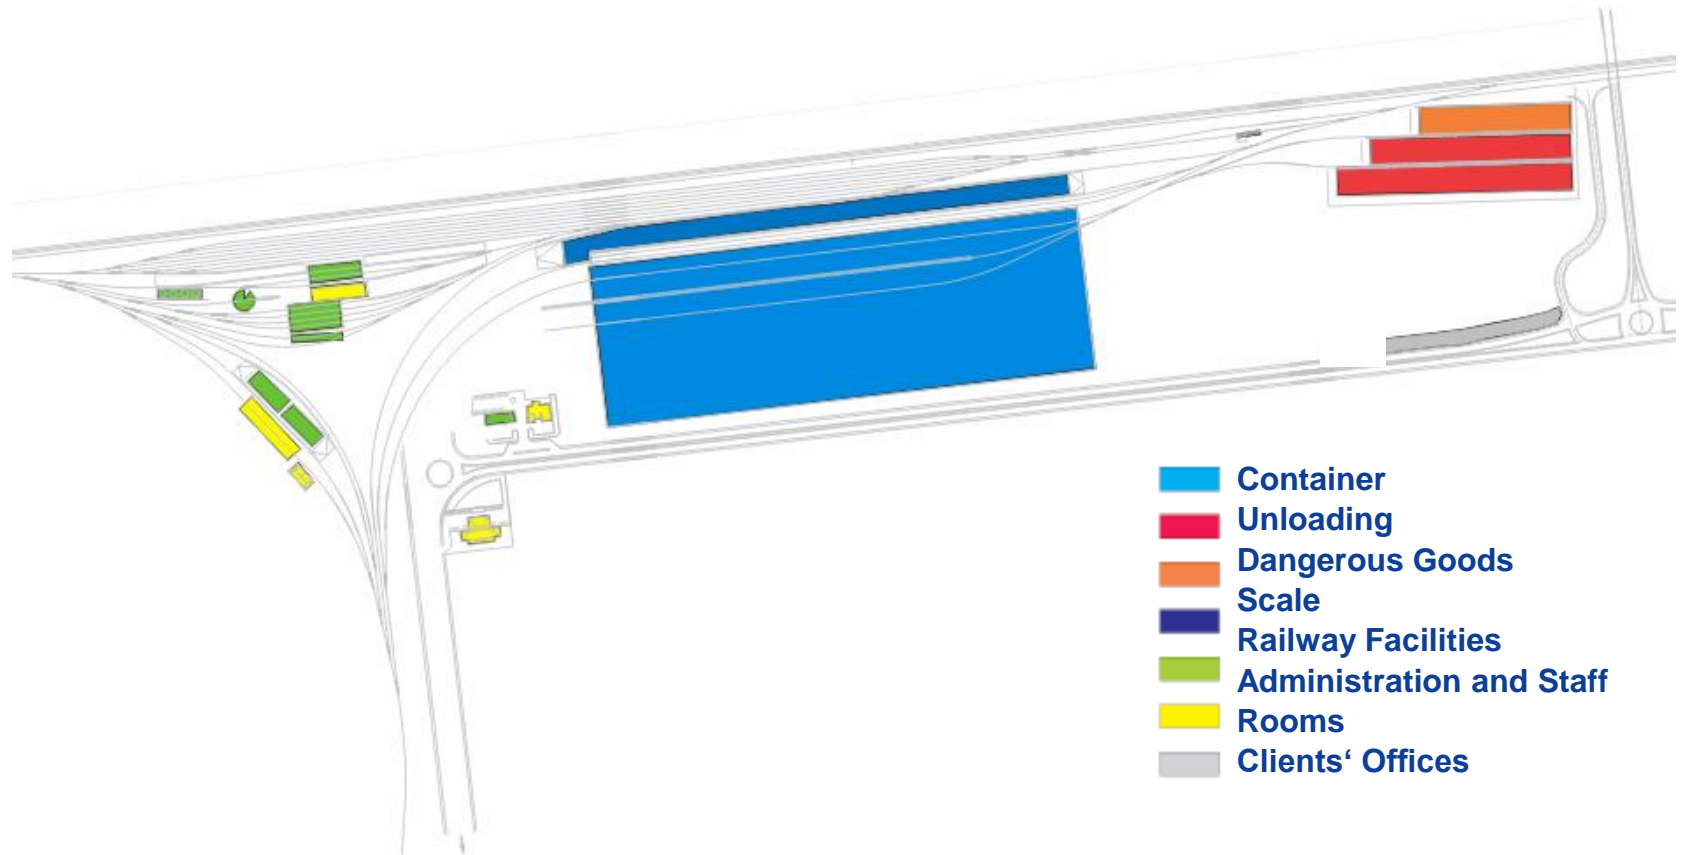 Container
Unloading
Dangerous Goods
Scale
Railway Facilities
Administration and Staff
Rooms
Clients‘ Offices